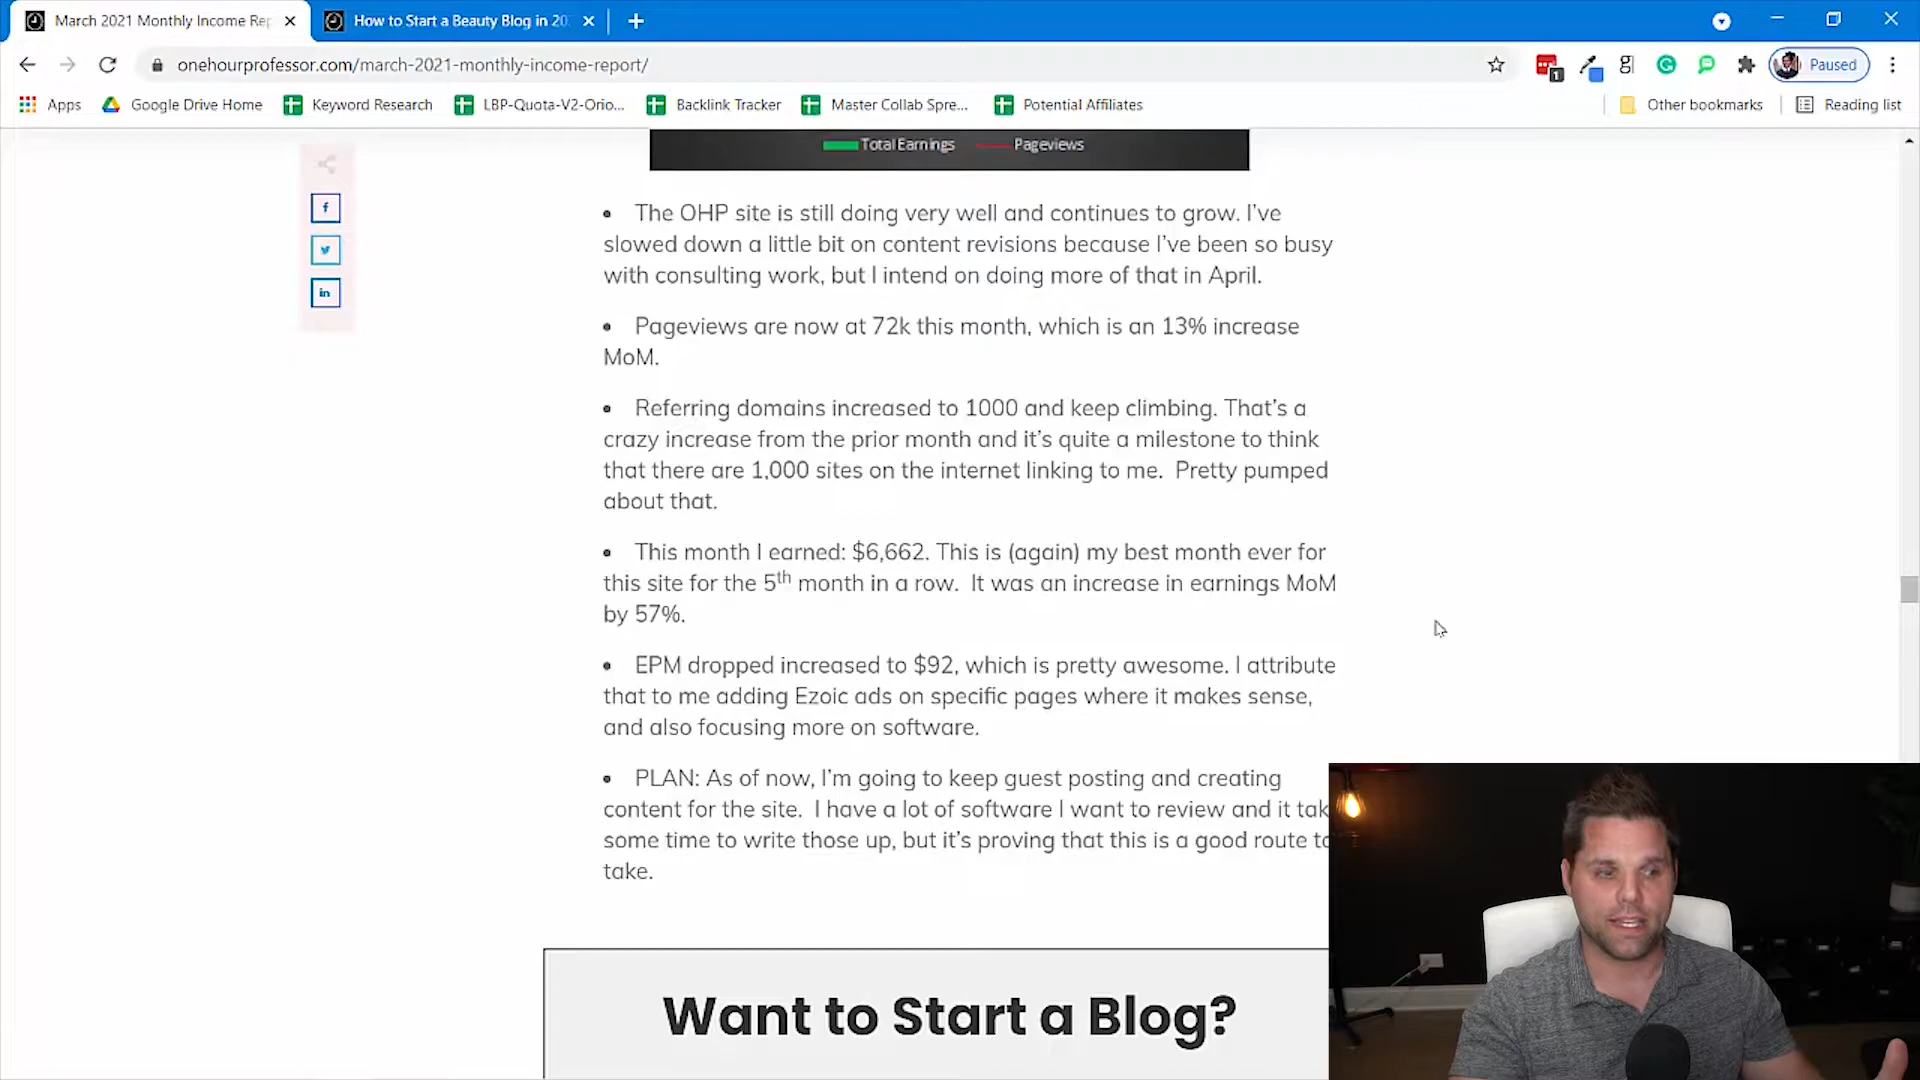 March 2021 Monthly Income Rep
How to Start a Beauty Blog in 20
onehourprofessor.com/march-2021-monthly-income-report/
1
g|
Paused
Apps
Google Drive Home
Keyword Research
LBP-Quota-V2-Orio...
Backlink Tracker
Master Collab Spre...
Potential Affiliates
Other bookmarks
Reading list
Total Earnings
Pageviews
f
in
• The OHP site is still doing very well and continues to grow. I've
slowed down a little bit on content revisions because I've been so busy
with consulting work, but I intend on doing more of that in April.
• Pageviews are now at 72k this month, which is an 13% increase
MoM.
• Referring domains increased to 1000 and keep climbing. That's a
crazy increase from the prior month and it's quite a milestone to think
that there are 1,000 sites on the internet linking to me. Pretty pumped
about that.
• This month I earned: $6,662. This is (again) my best month ever for
this site for the 5th month in a row. It was an increase in earnings MoM
by 57%.
• EPM dropped increased to $92, which is pretty awesome. I attribute
that to me adding Ezoic ads on specific pages where it makes sense,
and also focusing more on software.
• PLAN: As of now, I'm going to keep guest posting and creating
content for the site. I have a lot of software I want to review and it tak
some time to write those up, but it's proving that this is a good route to
take.
Want to Start a Blog?